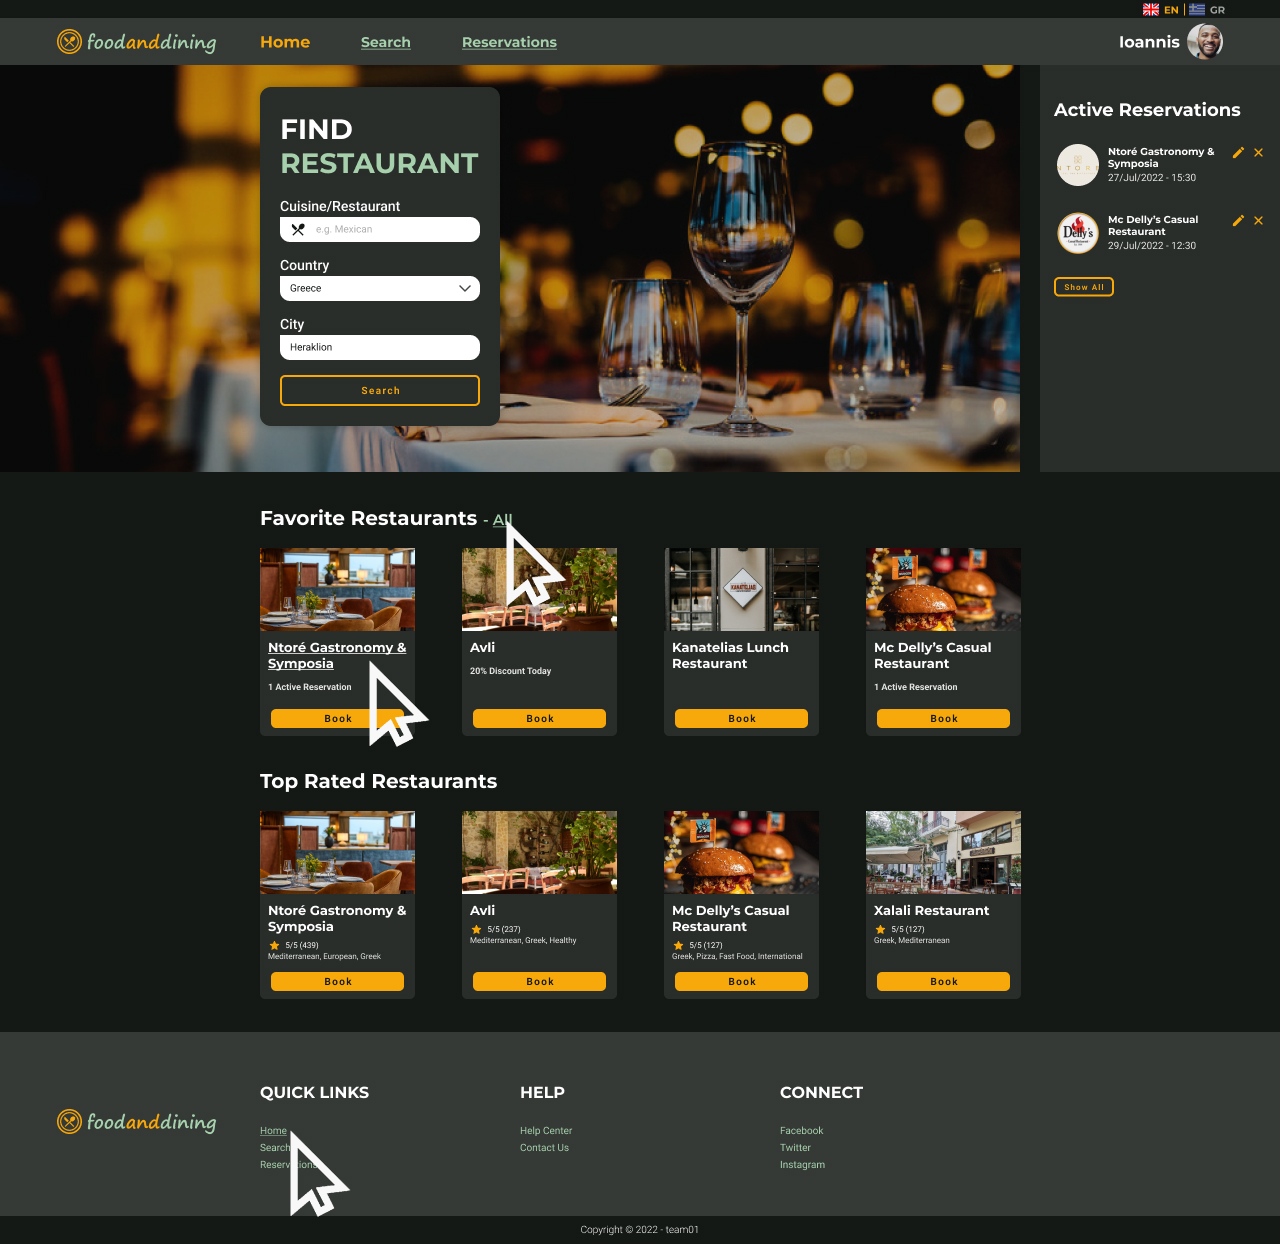 EN | GR
foodanddining
Home
Search
Reservations
Ioannis
FIND
RESTAURANT
Cuisine/Restaurant
e.g. Mexican
Country
Greece
City
Heraklion
Search
Active Reservations
NTORÉ
Ntoré Gastronomy &
Symposia
27/Jul/2022 - 15:30
Delly's
Mc Delly’s Casual
Restaurant
29/Jul/2022 - 12:30
Show All
Favorite Restaurants - All
Ntoré Gastronomy &
Symposia
1 Active Reservation
Book
Avli
20% Discount Today
Book
ΚΑΝΑΤΕΛΙΑΣ
Kanatelias Lunch
Restaurant
Book
Mc Delly’s Casual
Restaurant
1 Active Reservation
Book
Top Rated Restaurants
Ntoré Gastronomy &
Symposia
5/5 (439)
Mediterranean, European, Greek
Book
Avli
5/5 (237)
Mediterranean, Greek, Healthy
Book
Mc Delly’s Casual
Restaurant
5/5 (127)
Greek, Pizza, Fast Food, International
Book
Xalali Restaurant
5/5 (127)
Greek, Mediterranean
Book
foodanddining
QUICK LINKS
Home
Search
Reservations
HELP
Help Center
Contact Us
CONNECT
Facebook
Twitter
Instagram
Copyright © 2022 - team01